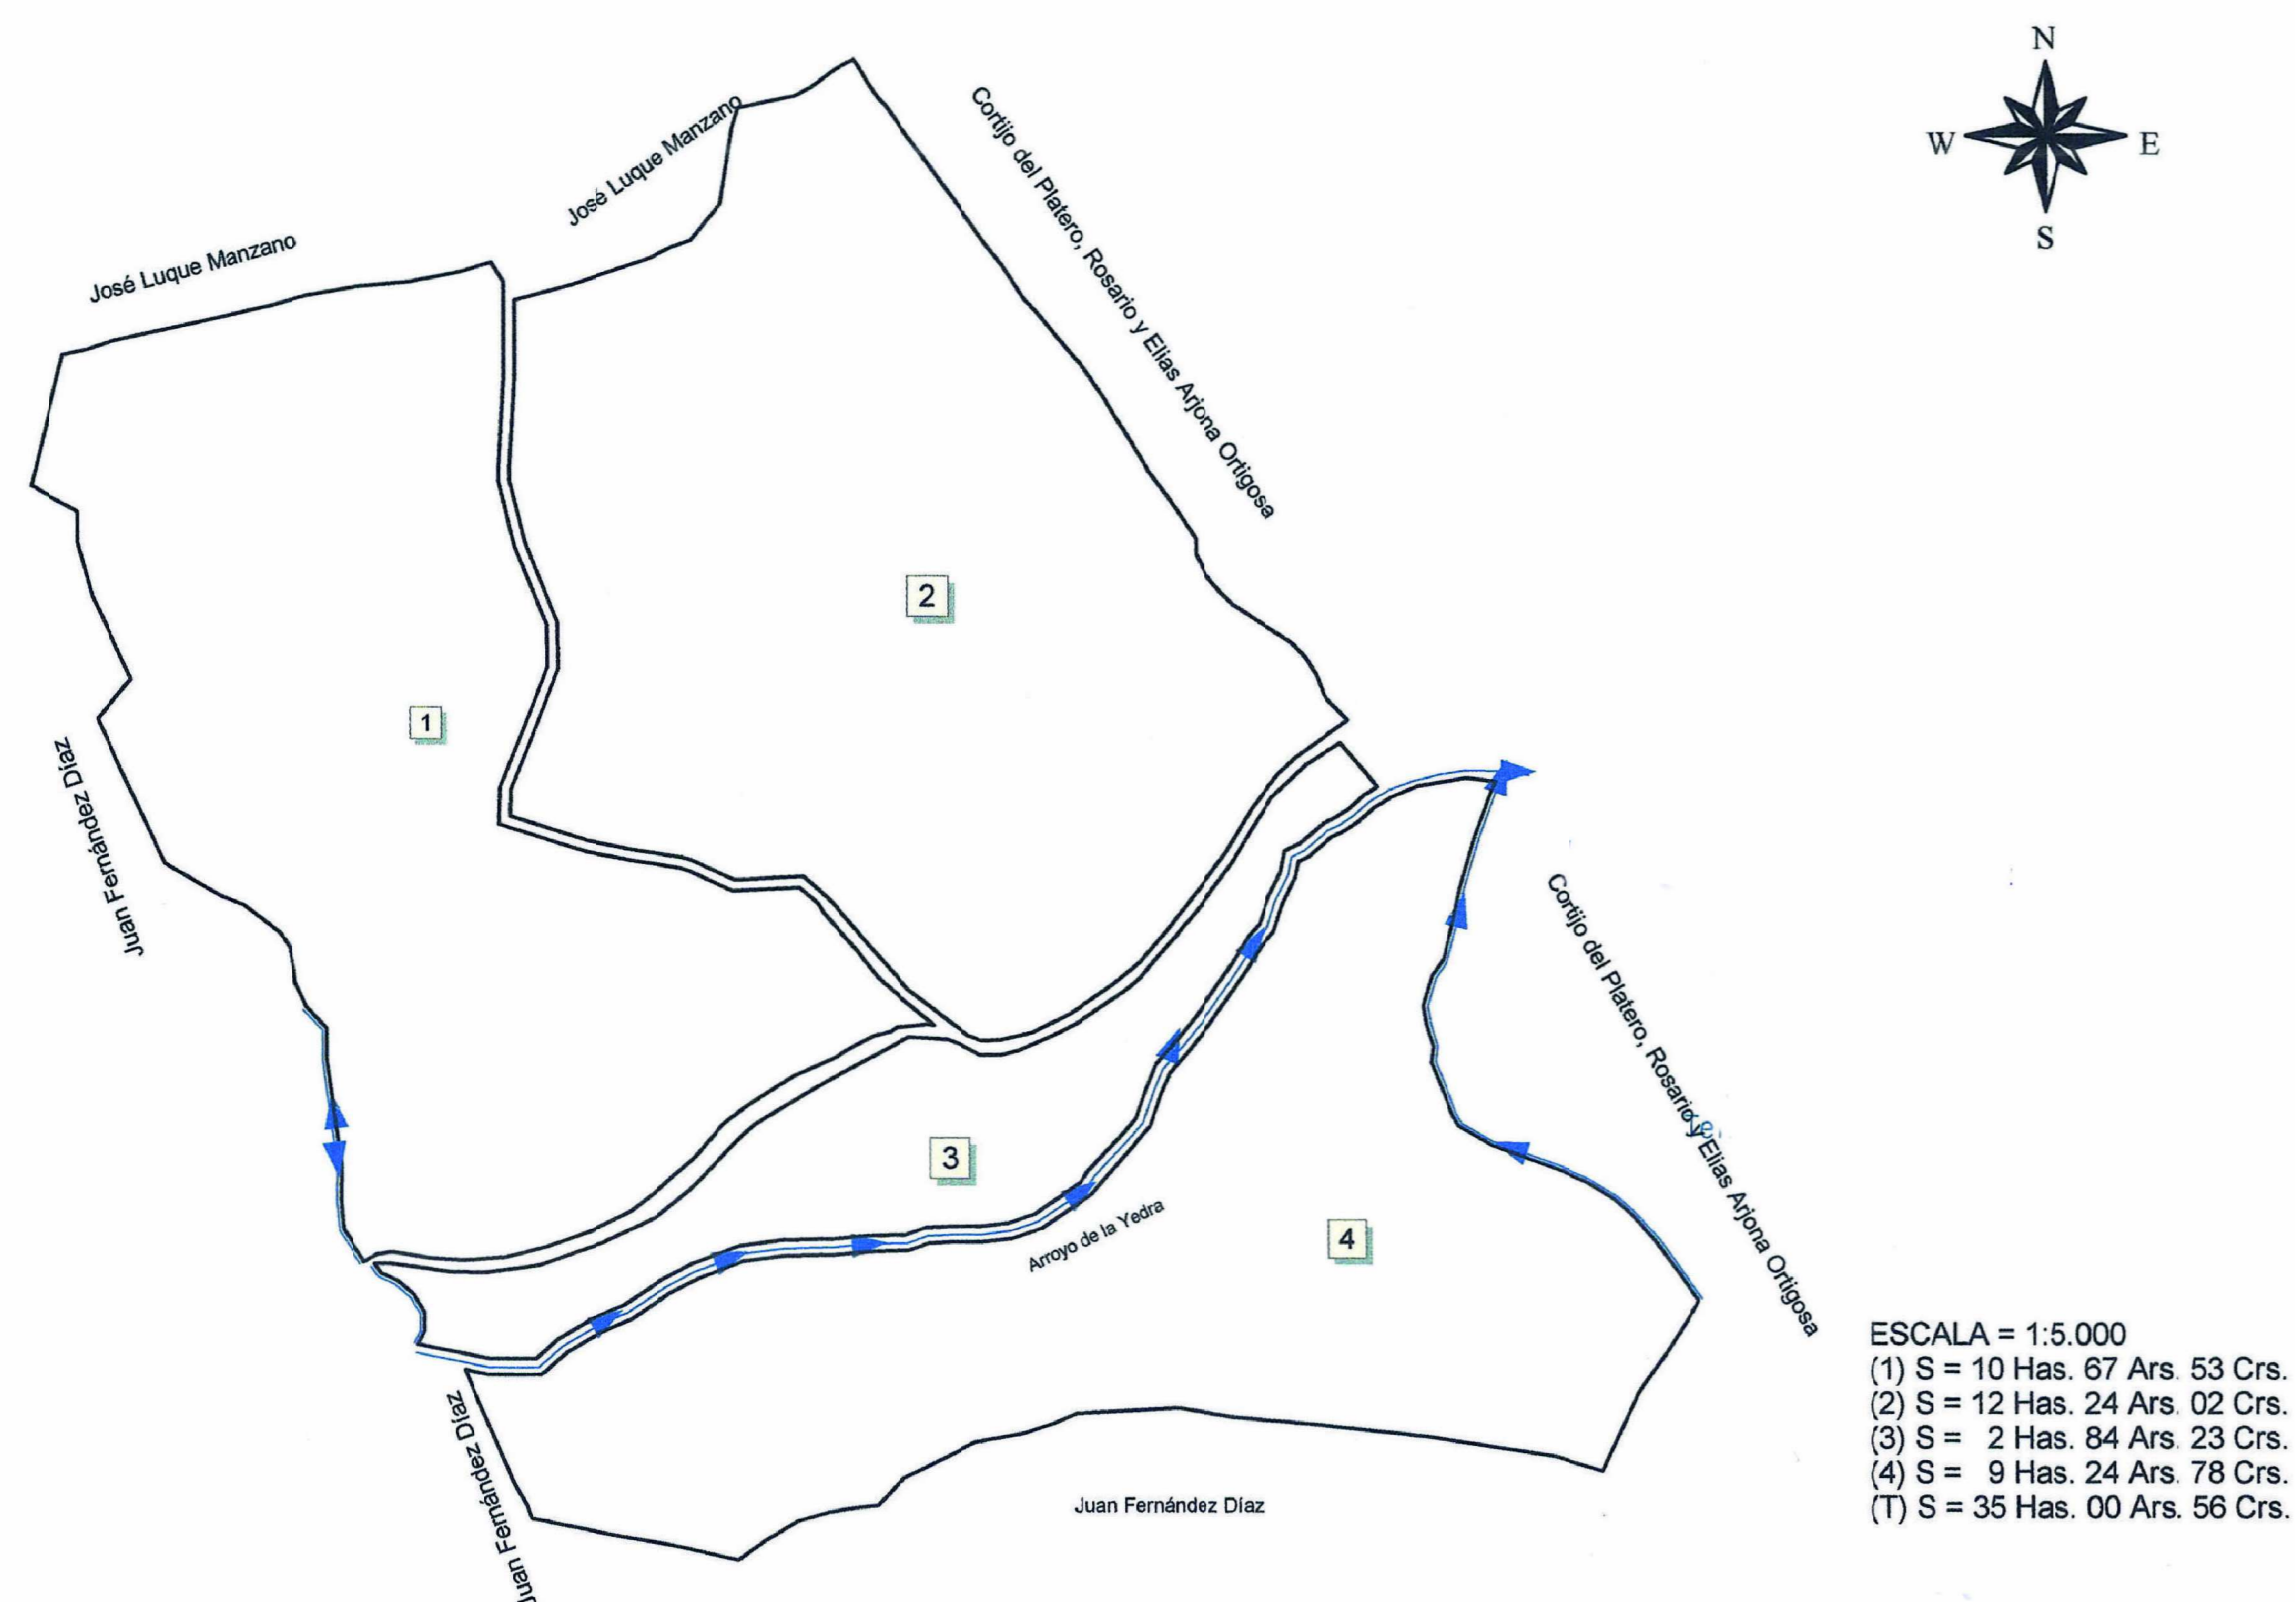 N
W E
S
José Luque Manzano
José Luque Manzano
Cortijo del Platero, Rosario y Elias Arjona Ortigosa
2
1
Juan Fernández Díaz
Cortijo del Platero, Rosario y Elias Arjona Ortigosa
3
4
Arroyo de la Yedra
Juan Fernández Díaz
Juan Fernández Díaz
ESCALA = 1:5.000
(1) S = 10 Has. 67 Ars. 53 Crs.
(2) S = 12 Has. 24 Ars. 02 Crs.
(3) S = 2 Has. 84 Ars. 23 Crs.
(4) S = 9 Has. 24 Ars. 78 Crs.
(T) S = 35 Has. 00 Ars. 56 Crs.